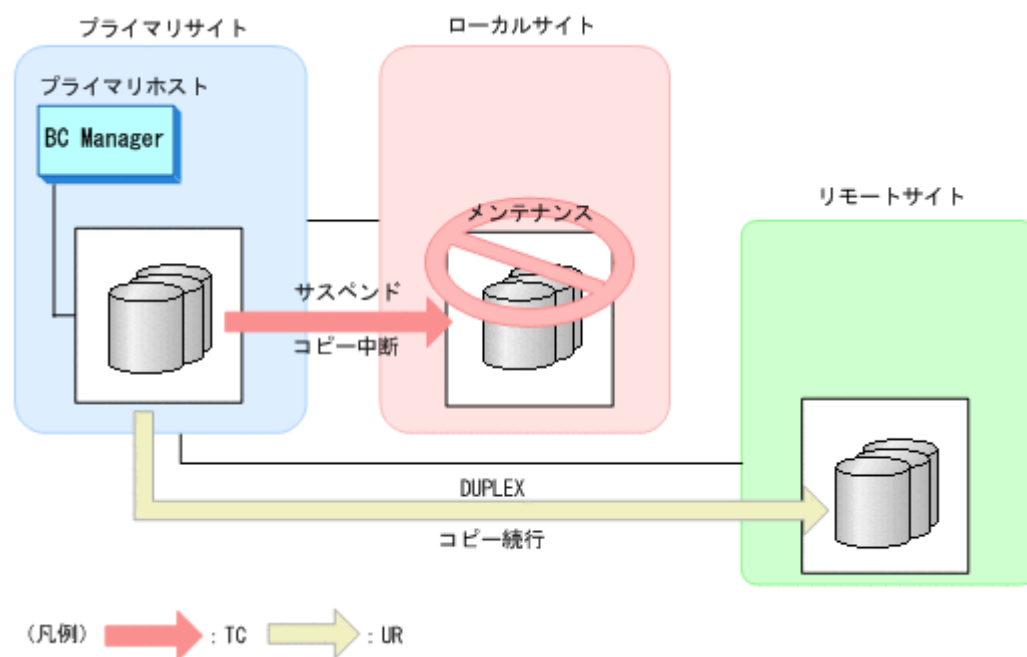 プライマリサイト
ローカルサイト
プライマリホスト
BC Manager
メンテナンス
リモートサイト
サスペンド
コピー中断
DUPLEX
コピー続行
(凡例) : TC : UR